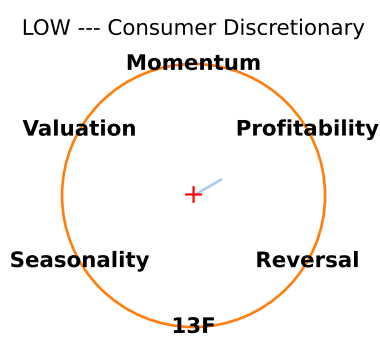 LOW --- Consumer Discretionary
Momentum
Valuation
Profitability
Seasonality
Reversal
13F